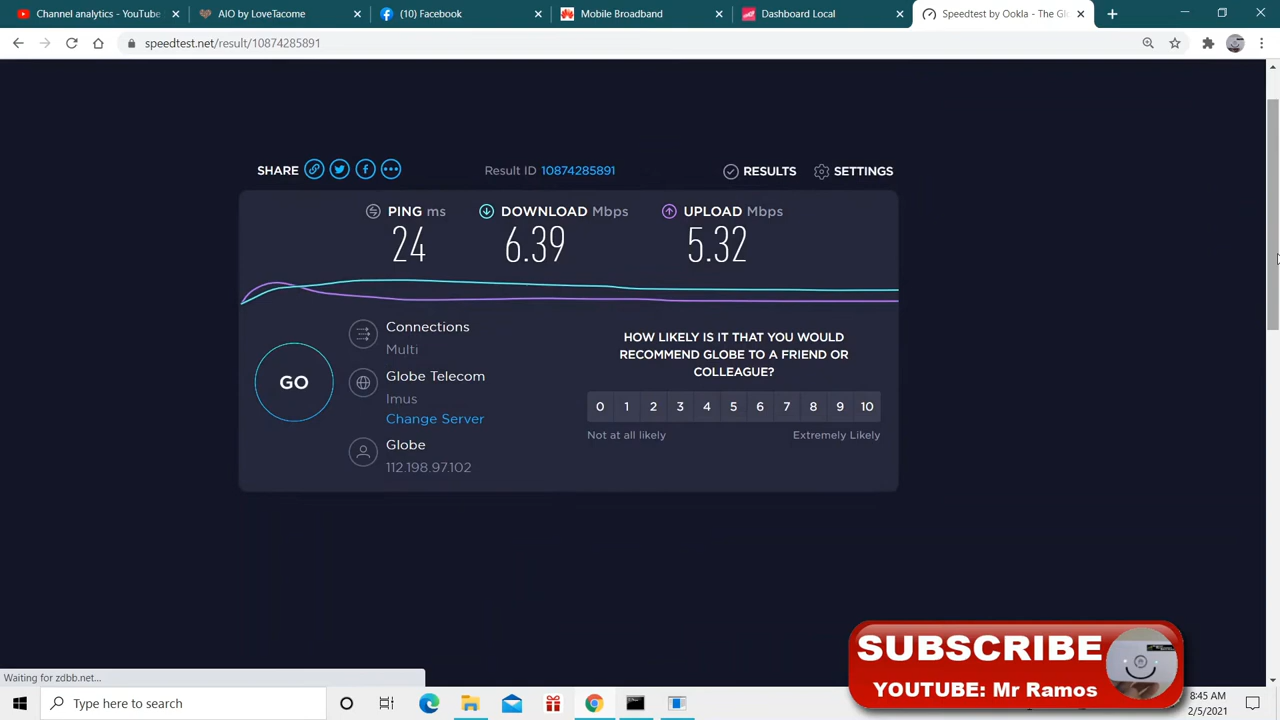 Channel analytics - YouTube
AIO by LoveTacome
(10) Facebook
Mobile Broadband
Dashboard Local
Speedtest by Ookla - The Gl
speedtest.net/result/10874285891
SHARE
Result ID 10874285891
RESULTS
SETTINGS
PING ms
DOWNLOAD Mbps
UPLOAD Mbps
24
6.39
5.32
GO
Connections
Multi
Globe Telecom
Imus
Change Server
Globe
112.198.97.102
HOW LIKELY IS IT THAT YOU WOULD
RECOMMEND GLOBE TO A FRIEND OR
COLLEAGUE?
0 1 2 3 4 5 6 7 8 9 10
Not at all likely
Extremely Likely
SUBSCRIBE
YOUTUBE: Mr Ramos
Waiting for zdbb.net...
Type here to search
8:45 AM
2/5/2021